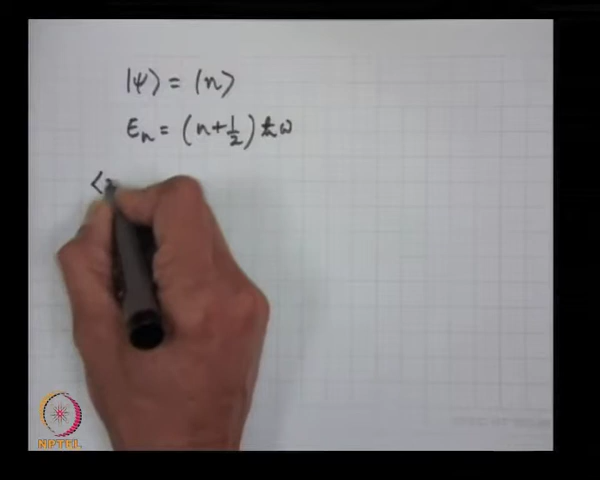 |ψ⟩ = |n⟩
Eₙ = (n + 1/2) ħω
⟨
NPTEL